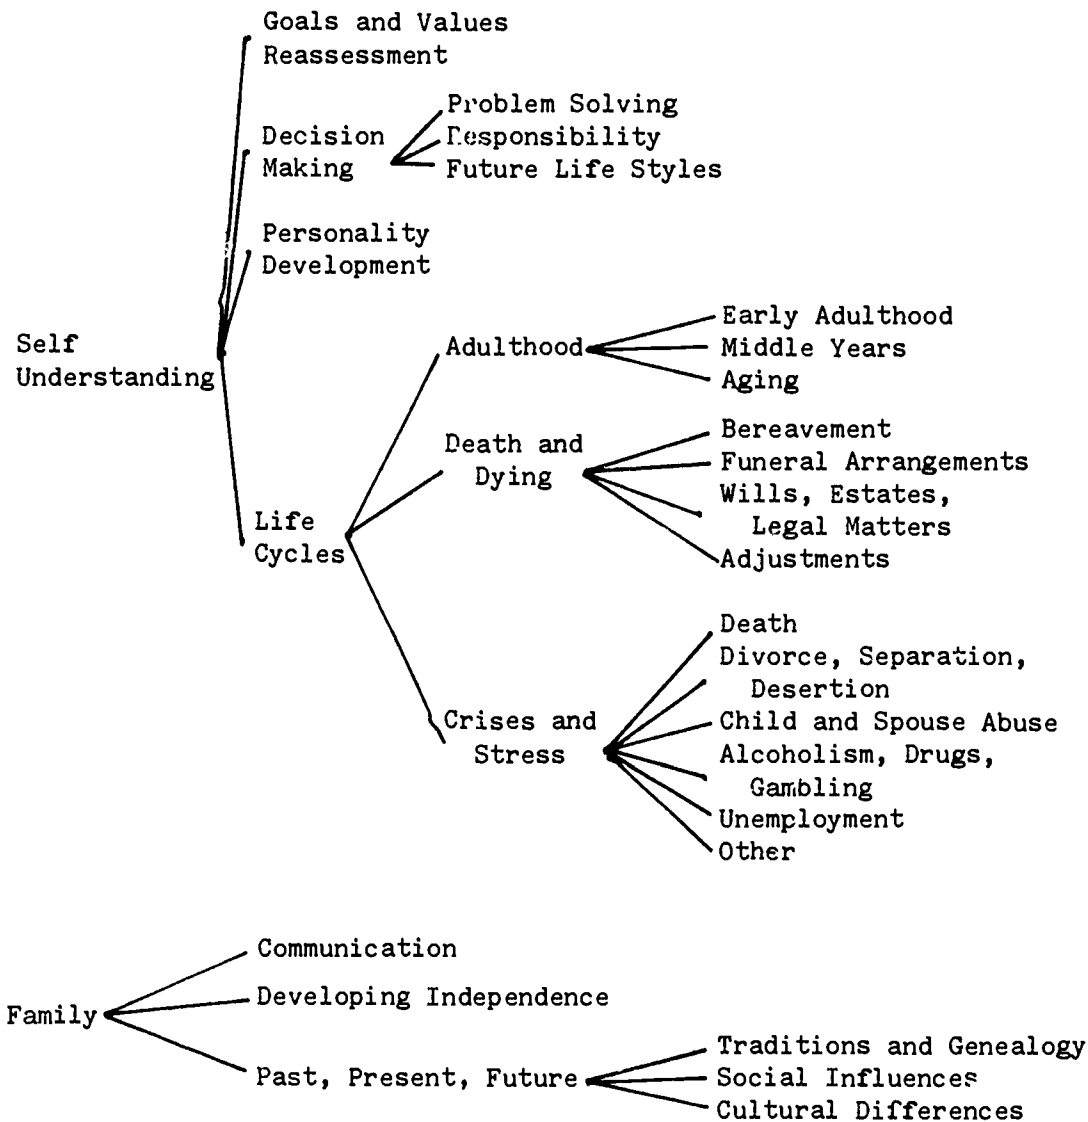 Goals and Values
Reassessment
Decision
Making
Problem Solving
Responsibility
Future Life Styles
Personality
Development
Self
Understanding
Life
Cycles
Adulthood
Early Adulthood
Middle Years
Aging
Death and
Dying
Bereavement
Funeral Arrangements
Wills, Estates,
Legal Matters
Adjustments
Crises and
Stress
Death
Divorce, Separation,
Desertion
Child and Spouse Abuse
Alcoholism, Drugs,
Gambling
Unemployment
Other
Family
Communication
Developing Independence
Past, Present, Future
Traditions and Genealogy
Social Influences
Cultural Differences